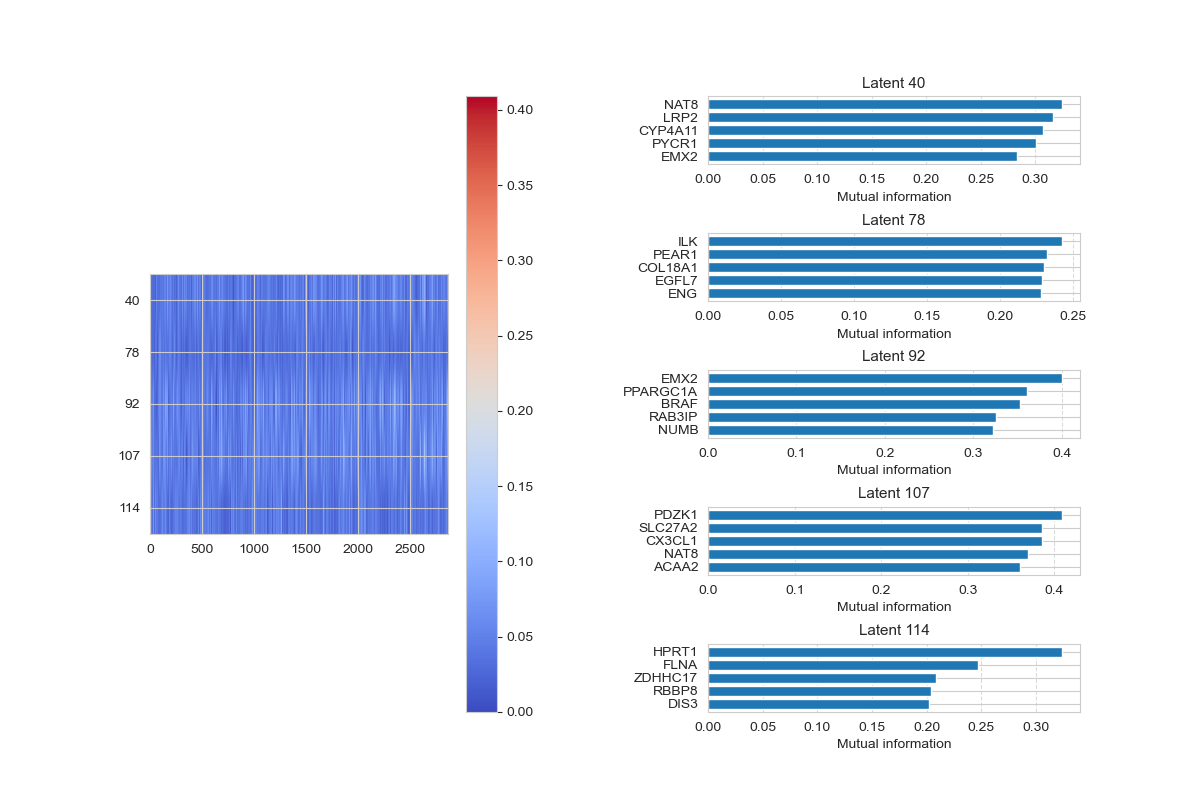 40
78
92
107
114
0 500 1000 1500 2000 2500
0.40
0.35
0.30
0.25
0.20
0.15
0.10
0.05
0.00
Latent 40
NAT8
LRP2
CYP4A11
PYCR1
EMX2
0.00 0.05 0.10 0.15 0.20 0.25 0.30
Mutual information
Latent 78
ILK
PEAR1
COL18A1
EGFL7
ENG
0.00 0.05 0.10 0.15 0.20 0.25
Mutual information
Latent 92
EMX2
PPARGC1A
BRAF
RAB3IP
NUMB
0.0 0.1 0.2 0.3 0.4
Mutual information
Latent 107
PDZK1
SLC27A2
CX3CL1
NAT8
ACAA2
0.0 0.1 0.2 0.3 0.4
Mutual information
Latent 114
HPRT1
FLNA
ZDHHC17
RBBP8
DIS3
0.00 0.05 0.10 0.15 0.20 0.25 0.30
Mutual information